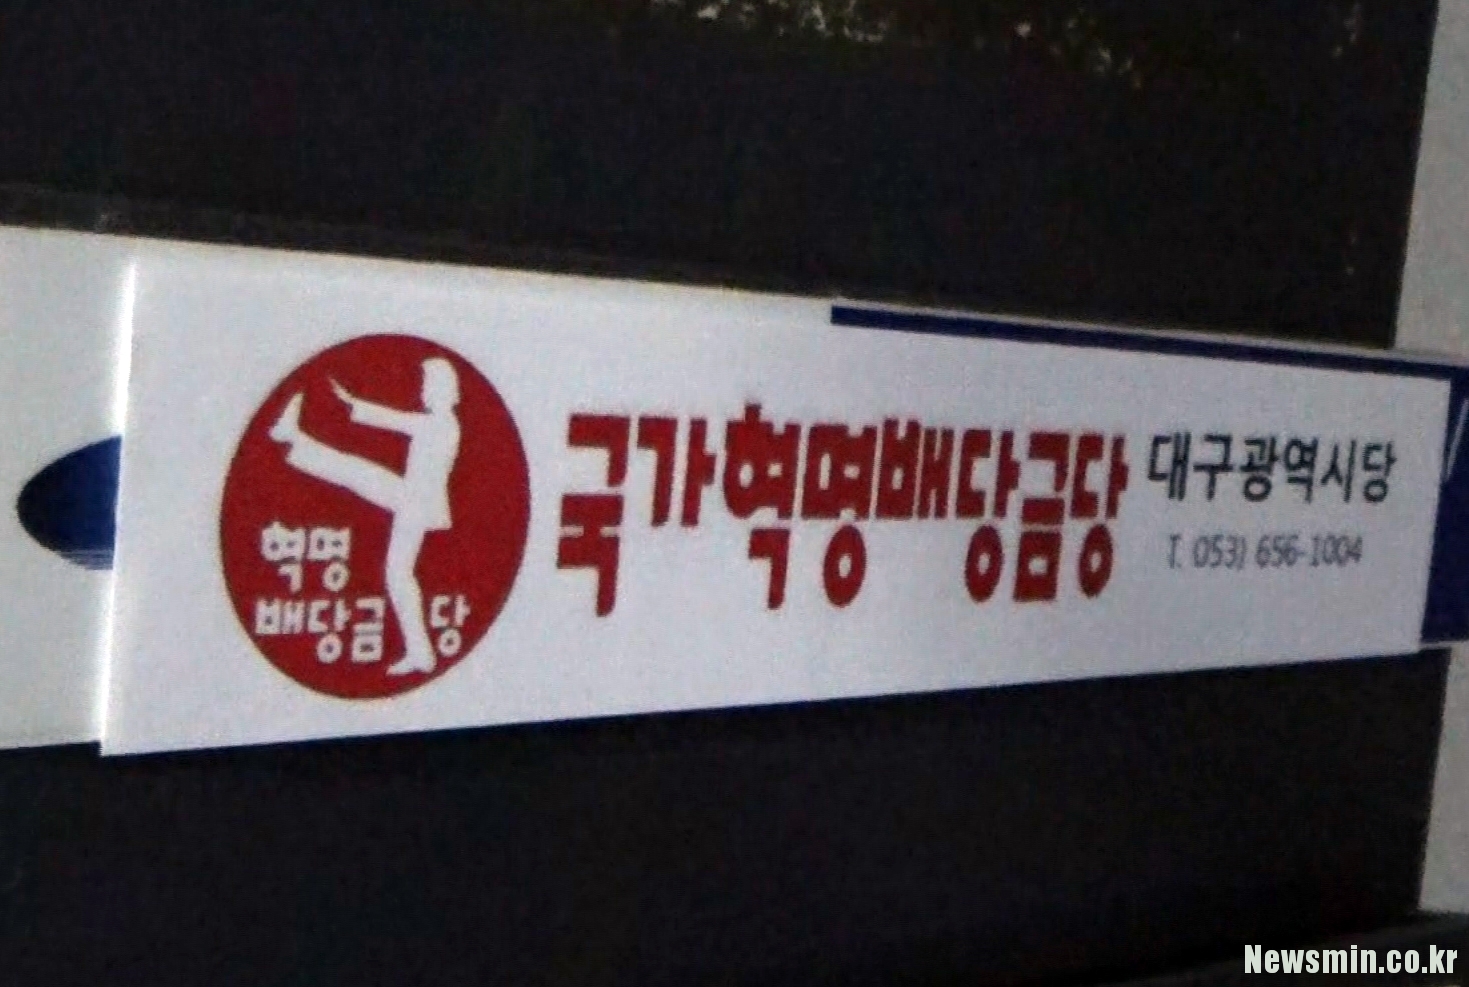 혁명
배당금당
국가혁명배당금당
대구광역시당
T. 053) 656-1004
Newsmin.co.kr